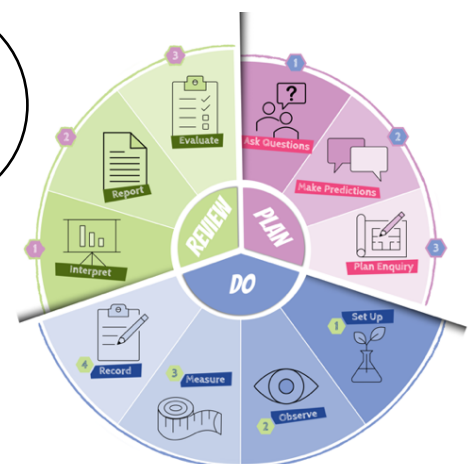 PLAN
1
Ask Questions
2
Make Predictions
3
Plan Enquiry
DO
1
Set Up
2
Observe
3
Measure
4
Record
REVIEW
1
Interpret
2
Report
3
Evaluate
?